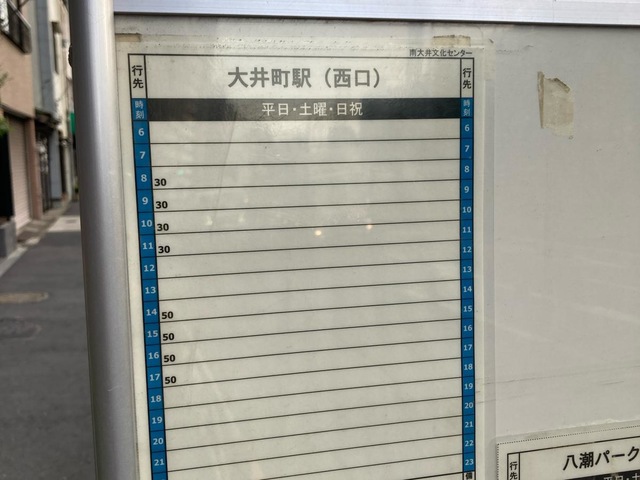 南大井文化センター
行先 大井町駅（西口） 行先
時刻 平日・土曜・日祝 時刻
6 6
7 7
8 30 8
9 30 9
10 30 10
11 30 11
12 12
13 13
14 50 14
15 50 15
16 50 16
17 50 17
18 18
19 19
20 20
21 21
22
23
備
行先 八潮パーク
平日・土